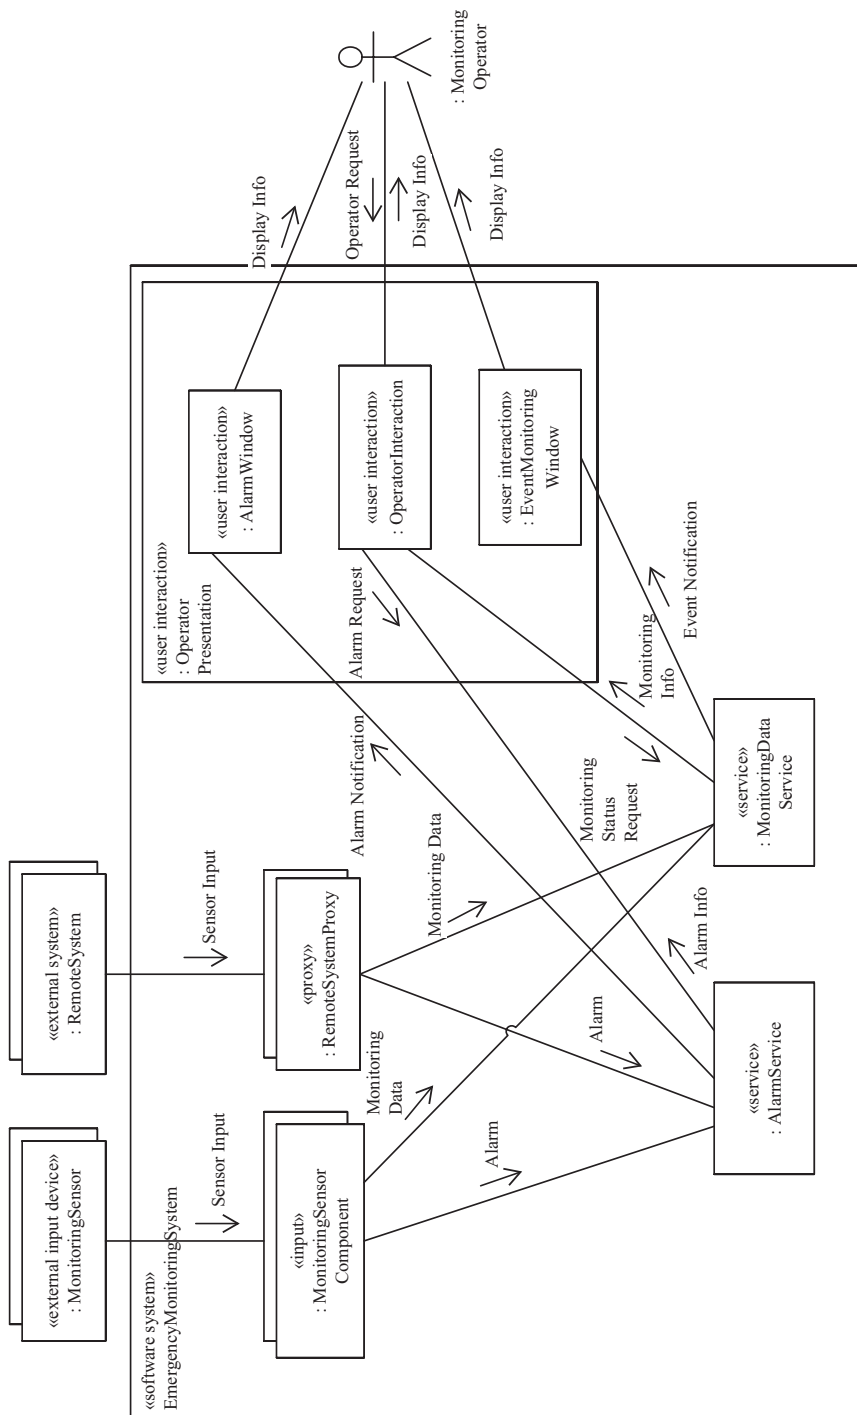 «external input device»
: MonitoringSensor
«external system»
: RemoteSystem
: Monitoring
Operator
«software system»
EmergencyMonitoringSystem
Sensor Input
Sensor Input
«input»
: MonitoringSensor
Component
«proxy»
: RemoteSystemProxy
«user interaction»
: Operator
Presentation
«user interaction»
: AlarmWindow
«user interaction»
: OperatorInteraction
«user interaction»
: EventMonitoring
Window
Display Info
Operator Request
Display Info
Display Info
Alarm Notification
Alarm Request
Monitoring
Data
Monitoring Data
Alarm
Alarm
Alarm Info
Monitoring
Status
Request
Monitoring
Info
Event Notification
«service»
: AlarmService
«service»
: MonitoringData
Service